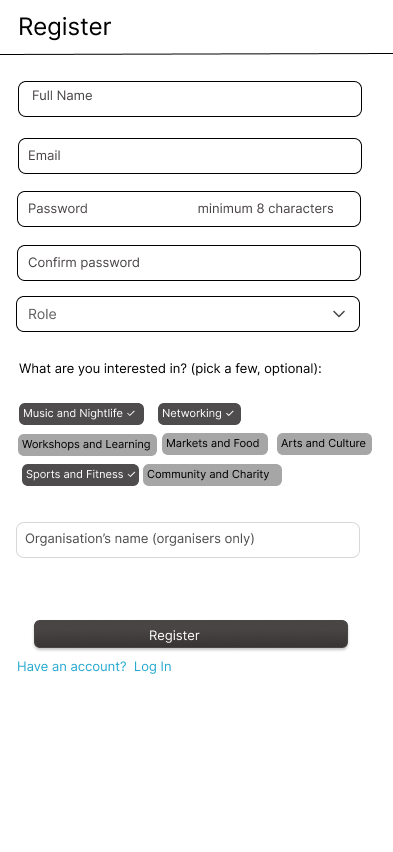 Register
Full Name
Email
Password minimum 8 characters
Confirm password
Role
What are you interested in? (pick a few, optional):
Music and Nightlife ✓ Networking ✓
Workshops and Learning Markets and Food Arts and Culture
Sports and Fitness ✓ Community and Charity
Organisation’s name (organisers only)
Register
Have an account? Log In